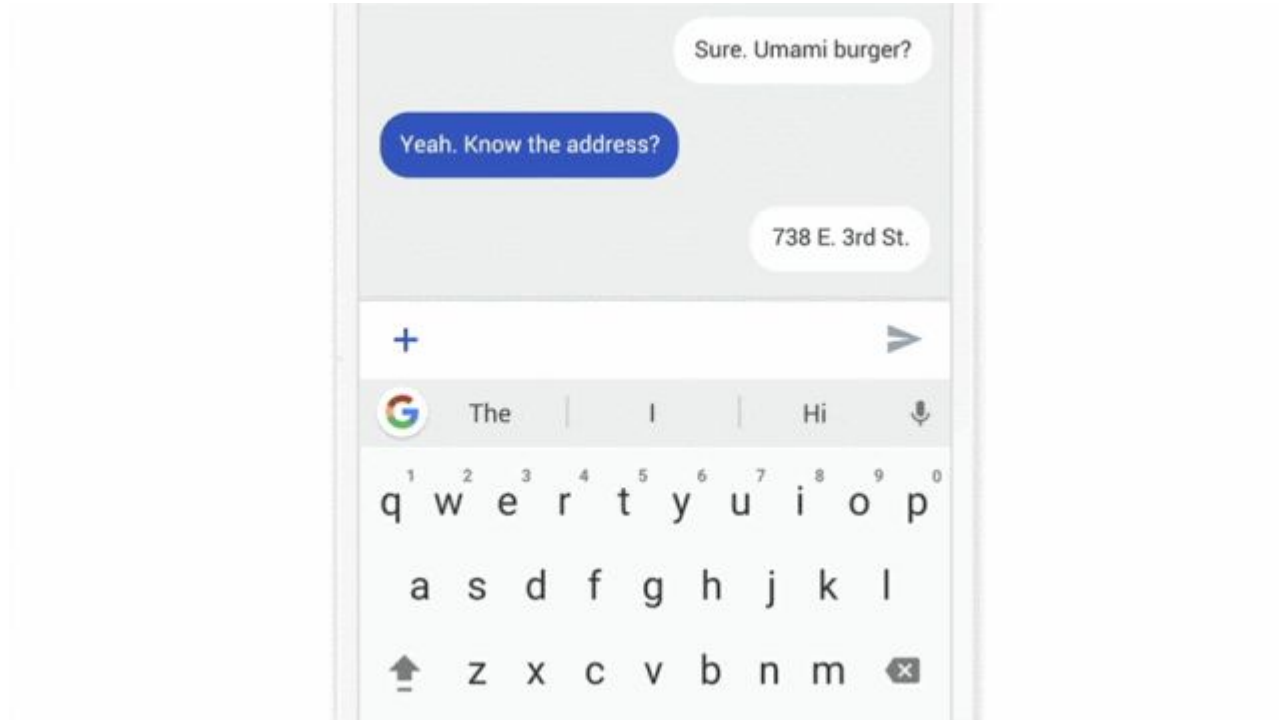 Sure. Umami burger?
Yeah. Know the address?
738 E. 3rd St.
+
G The I Hi
1 2 3 4 5 6 7 8 9 0
q w e r t y u i o p
a s d f g h j k l
z x c v b n m